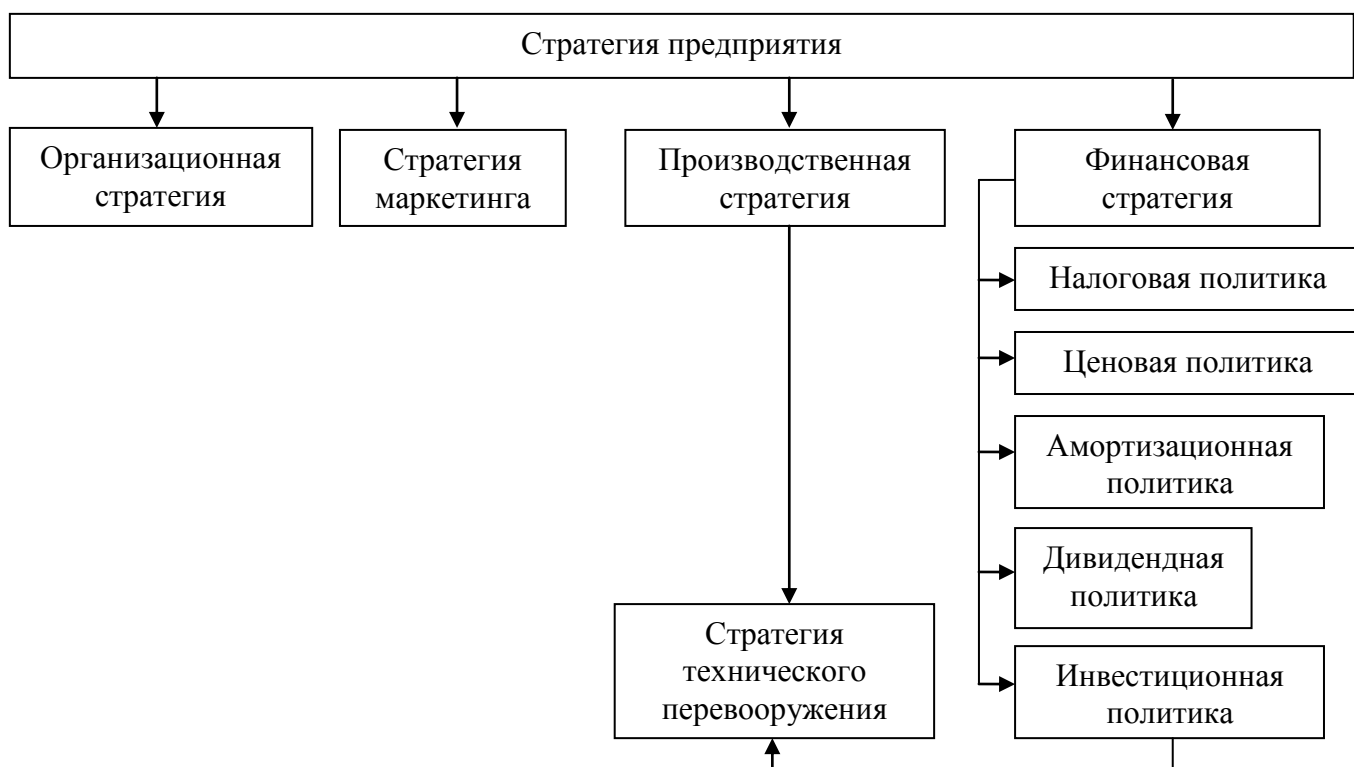 Стратегия предприятия
Организационная
стратегия
Стратегия
маркетинга
Производственная
стратегия
Финансовая
стратегия
Налоговая политика
Ценовая политика
Амортизационная
политика
Дивидендная
политика
Стратегия
технического
перевооружения
Инвестиционная
политика